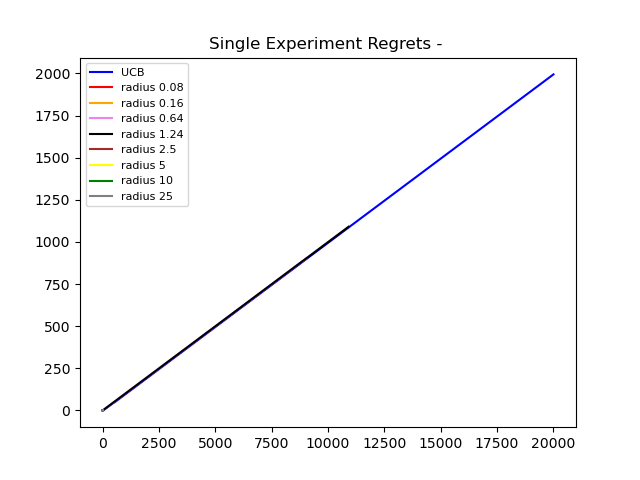 Single Experiment Regrets -
2000
1750
1500
1250
1000
750
500
250
0
UCB
radius 0.08
radius 0.16
radius 0.64
radius 1.24
radius 2.5
radius 5
radius 10
radius 25
0 2500 5000 7500 10000 12500 15000 17500 20000